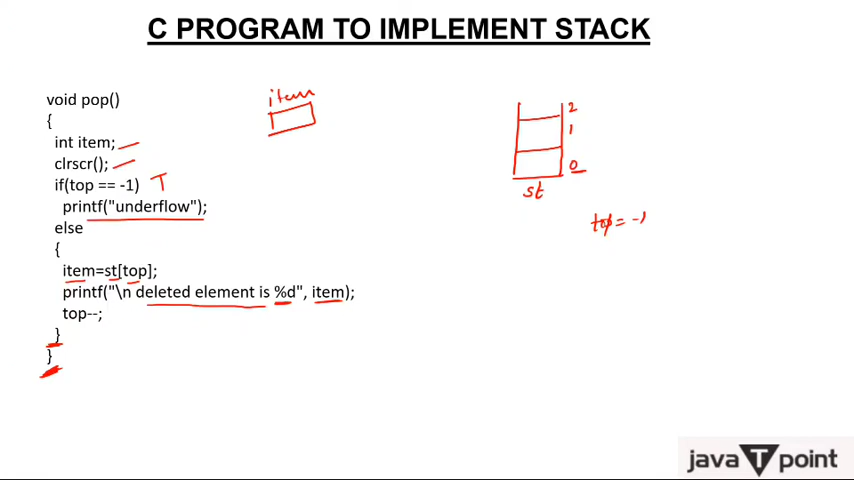 C PROGRAM TO IMPLEMENT STACK
void pop()
{
int item;
clrscr();
if(top == -1) T
printf("underflow");
else
{
item=st[top];
printf("\n deleted element is %d", item);
top--;
}
}
item
2
1
0
st
top = -1
java T point